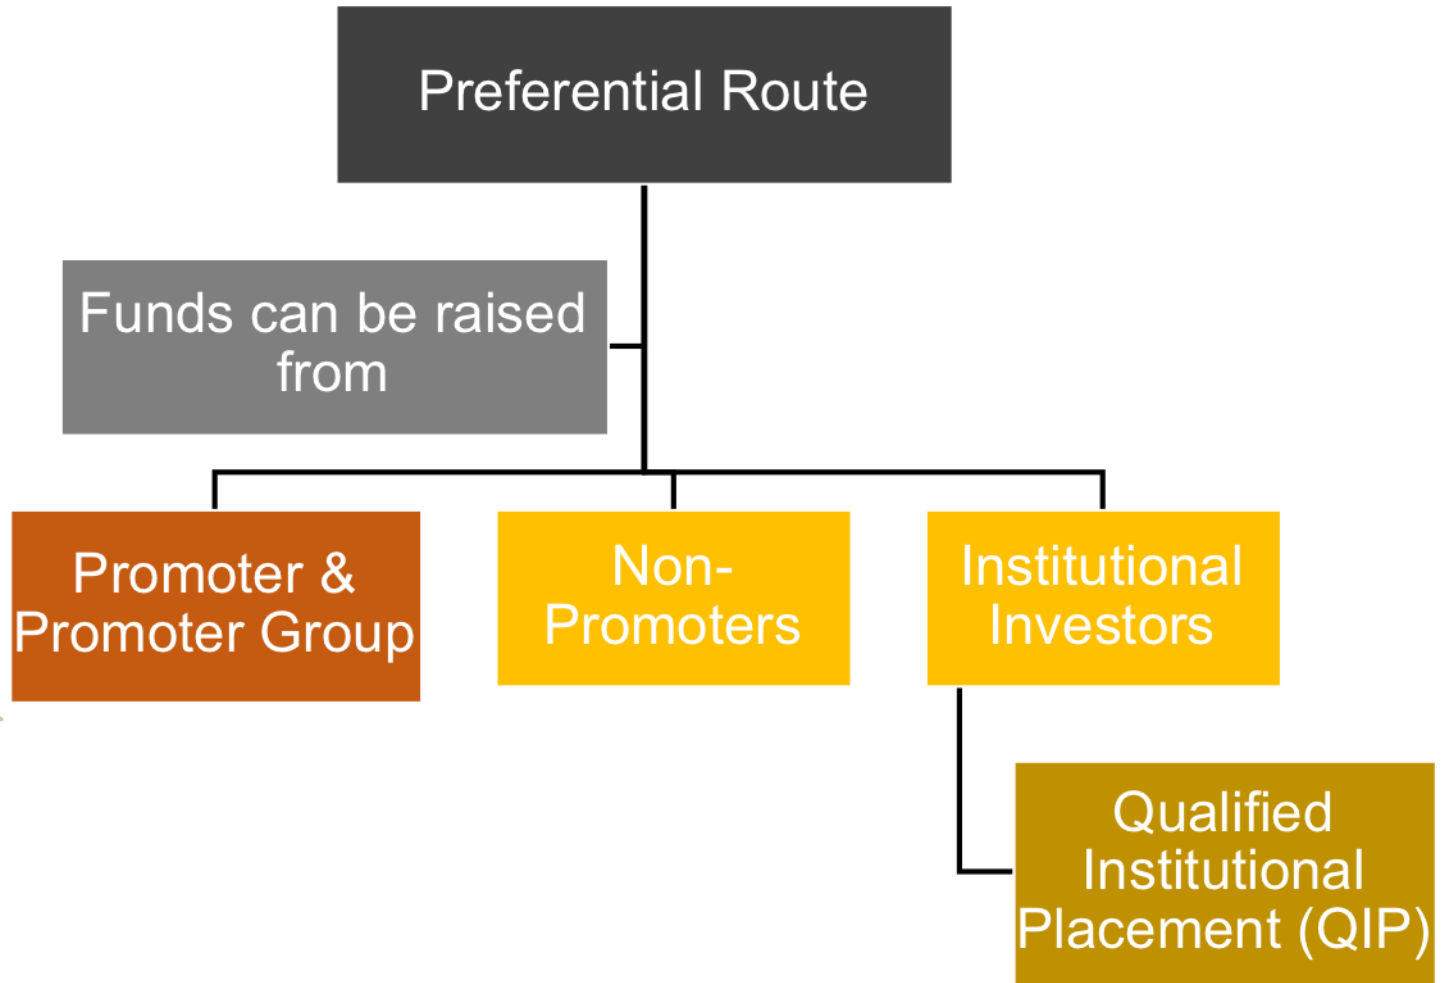 Preferential Route
Funds can be raised
from
Promoter &
Promoter Group
Non-
Promoters
Institutional
Investors
Qualified
Institutional
Placement (QIP)